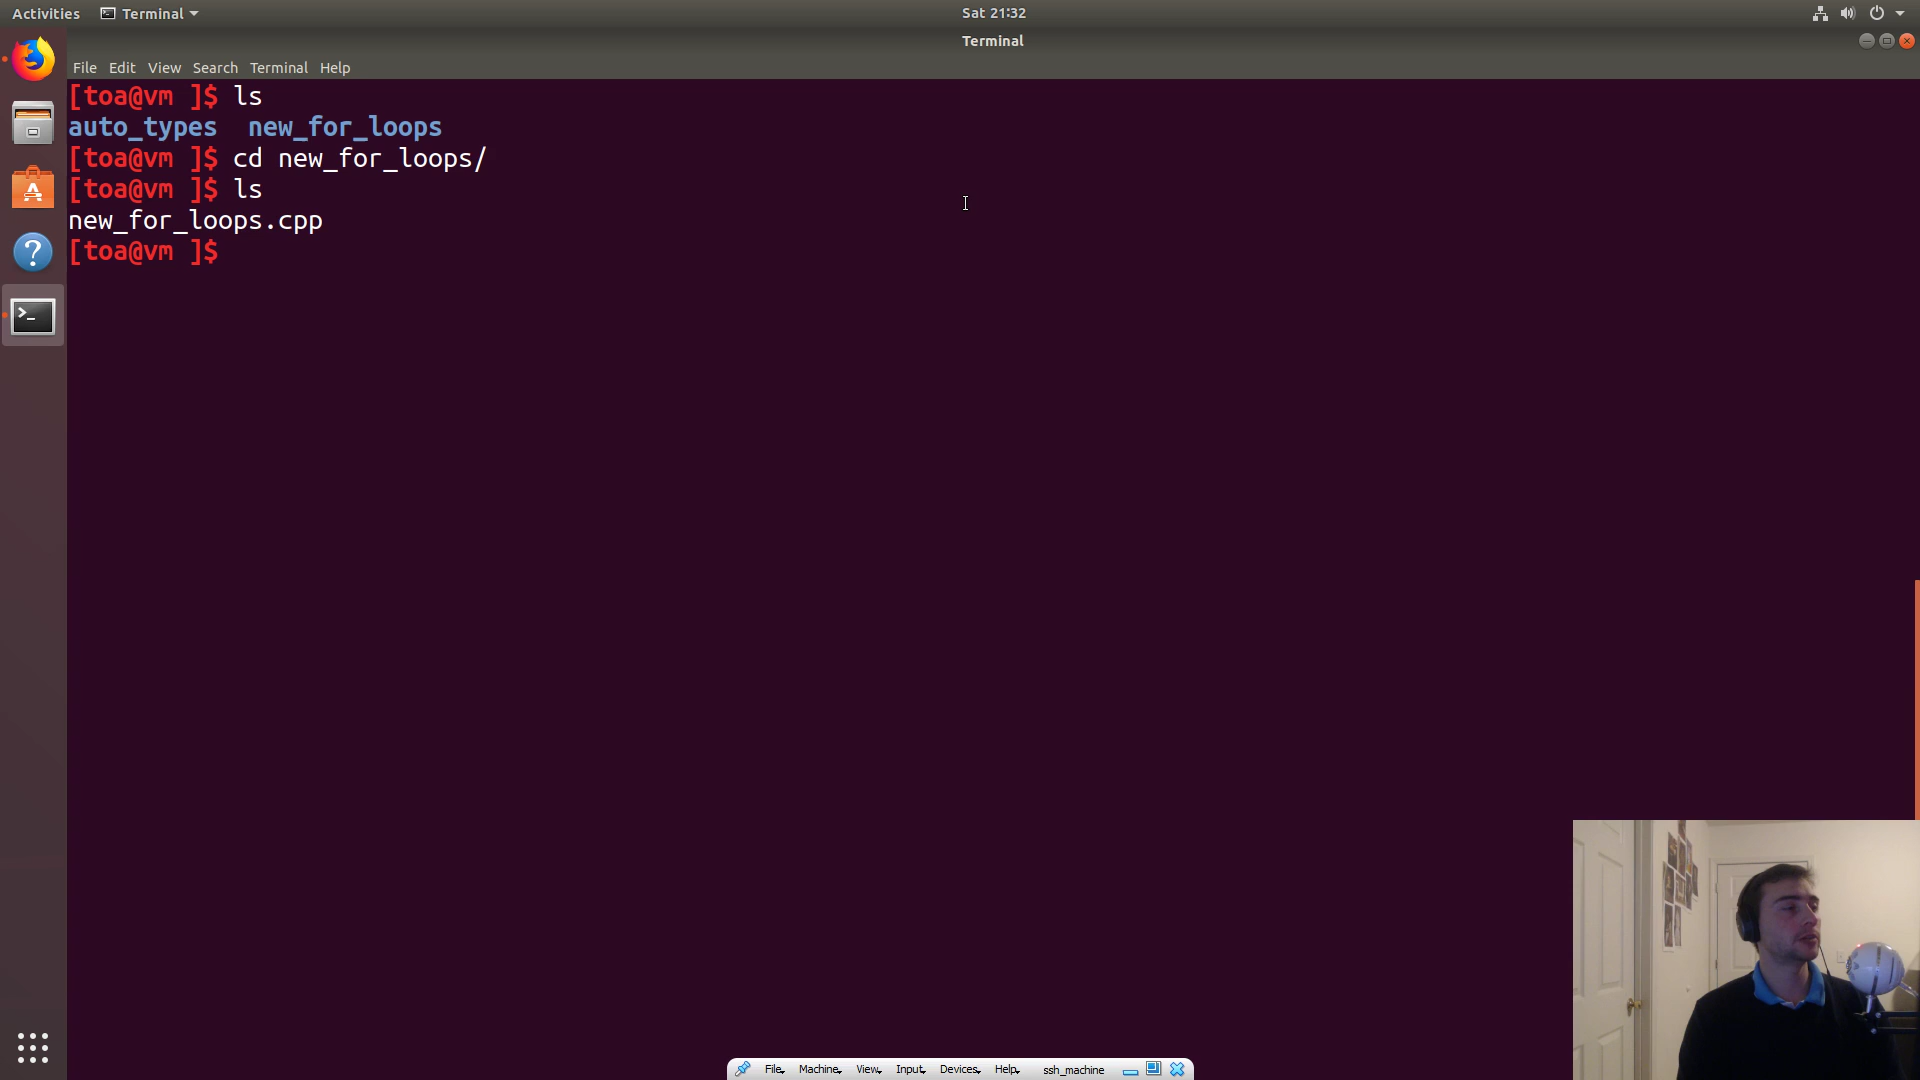 Activities Terminal Sat 21:32
Terminal
File Edit View Search Terminal Help
[toa@vm ]$ ls
auto_types new_for_loops
[toa@vm ]$ cd new_for_loops/
[toa@vm ]$ ls
new_for_loops.cpp
[toa@vm ]$
File Machine View Input Devices Help ssh_machine